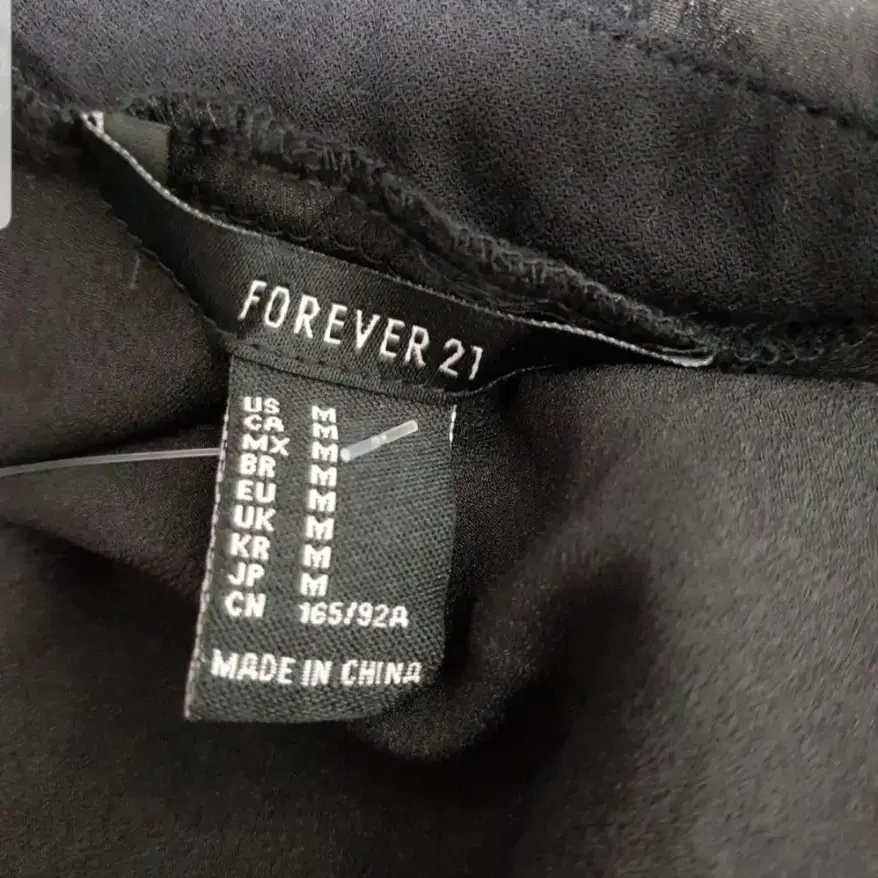 FOREVER 21
US M
CA M
MX M
BR M
EU M
UK M
KR M
JP M
CN 165/92A
MADE IN CHINA